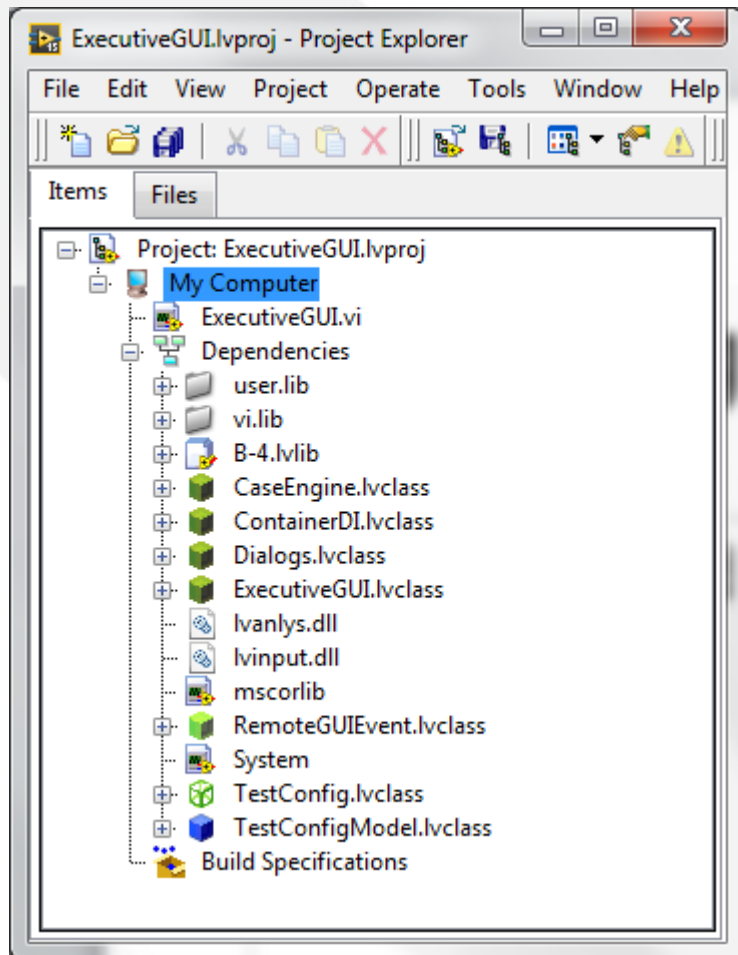 ExecutiveGUI.lvproj - Project Explorer
File Edit View Project Operate Tools Window Help
Items Files
Project: ExecutiveGUI.lvproj
My Computer
ExecutiveGUI.vi
Dependencies
user.lib
vi.lib
B-4.lvlib
CaseEngine.lvclass
ContainerDI.lvclass
Dialogs.lvclass
ExecutiveGUI.lvclass
lvanlys.dll
lvinput.dll
mscorlib
RemoteGUIEvent.lvclass
System
TestConfig.lvclass
TestConfigModel.lvclass
Build Specifications